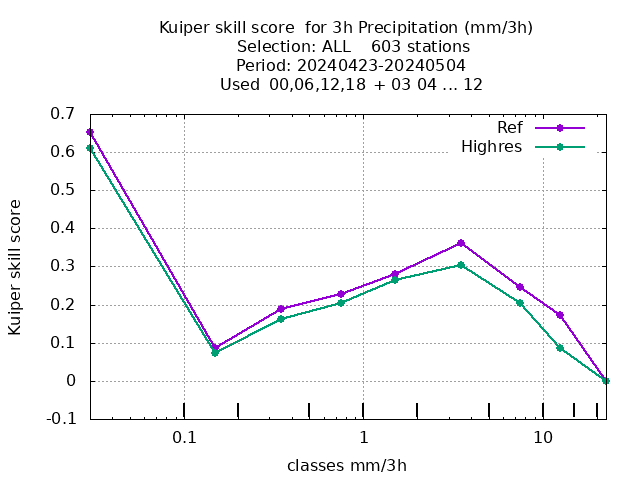 Kuiper skill score  for 3h Precipitation (mm/3h)
Selection: ALL    603 stations
Period: 20240423-20240504
Used  00,06,12,18  + 03 04 ... 12
Ref
Highres
0.7
0.6
0.5
0.4
0.3
0.2
0.1
0
-0.1
Kuiper skill score
0.1
1
10
classes mm/3h